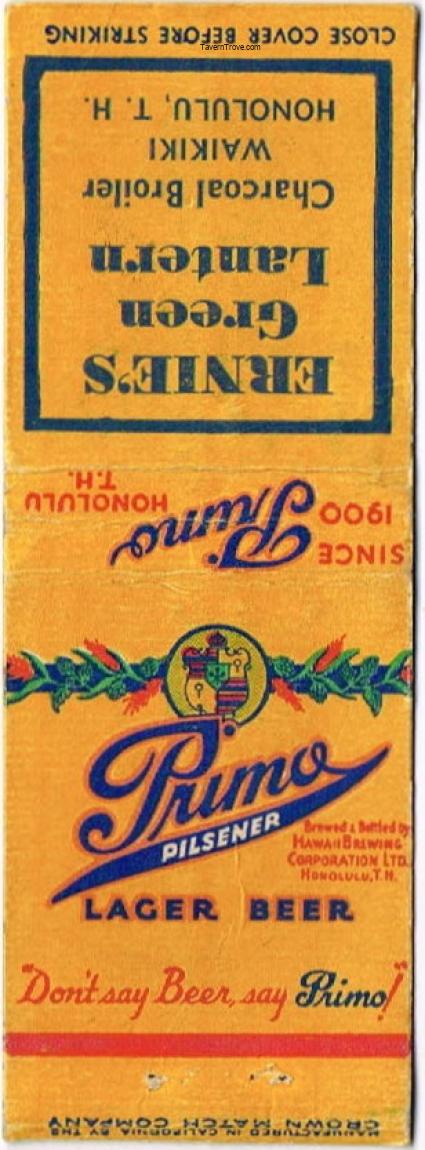 CLOSE COVER BEFORE STRIKING
TavernTrove.com
ERNIE'S
Green
Lantern
Charcoal Broiler
WAIKIKI
HONOLULU, T. H.
SINCE
1900
Primo
HONOLULU
T.H.
Primo
PILSENER
Brewed & Bottled by
HAWAII BREWING
CORPORATION LTD.
HONOLULU, T.H.
LAGER BEER
"Don't say Beer, say Primo!"
MANUFACTURED IN CALIFORNIA BY THE
CROWN MATCH COMPANY